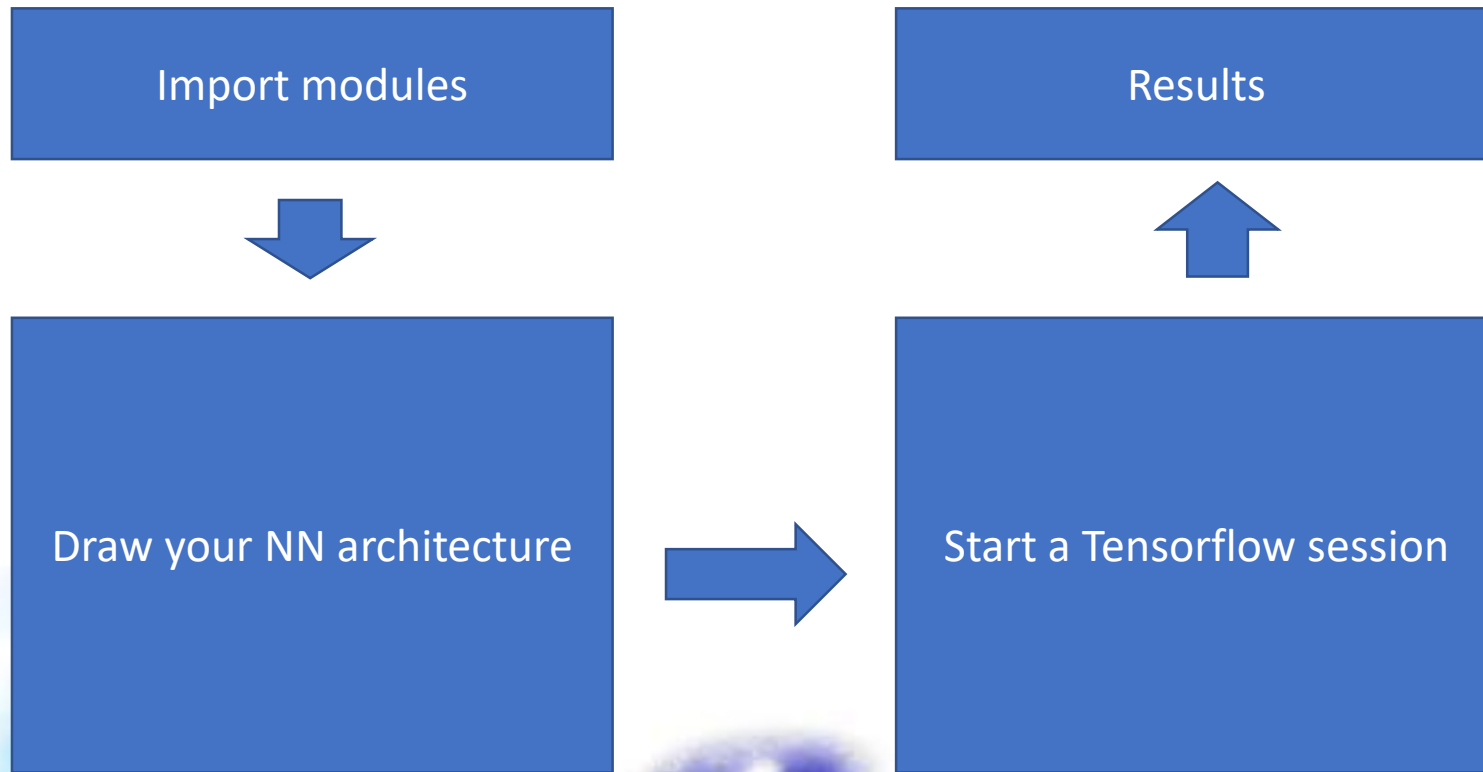 Import modules
Draw your NN architecture
Start a Tensorflow session
Results